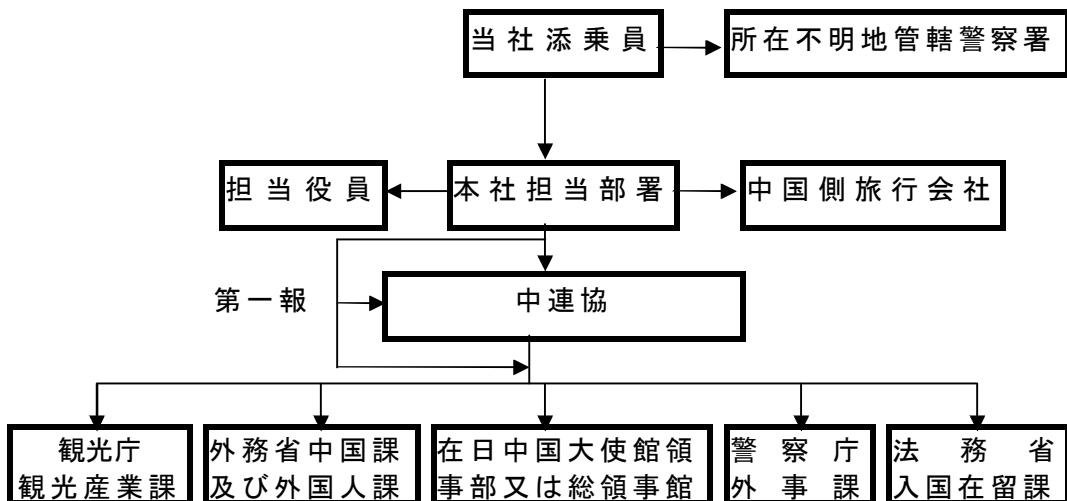 当社添乗員
所在不明地管轄警察署
担当役員
本社担当部署
中国側旅行会社
第一報
中連協
観光庁
観光産業課
外務省中国課
及び外国人課
在日中国大使館領
事部又は総領事館
警察庁
外事課
法務省
入国在留課